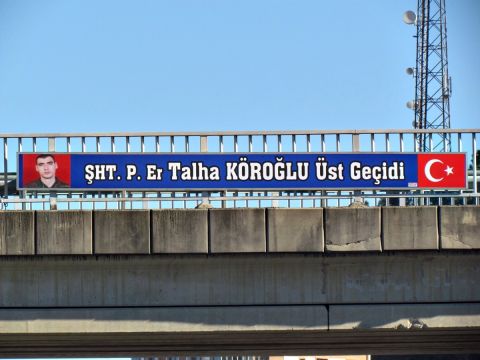 ŞHT. P. Er Talha KÖROĞLU Üst Geçidi